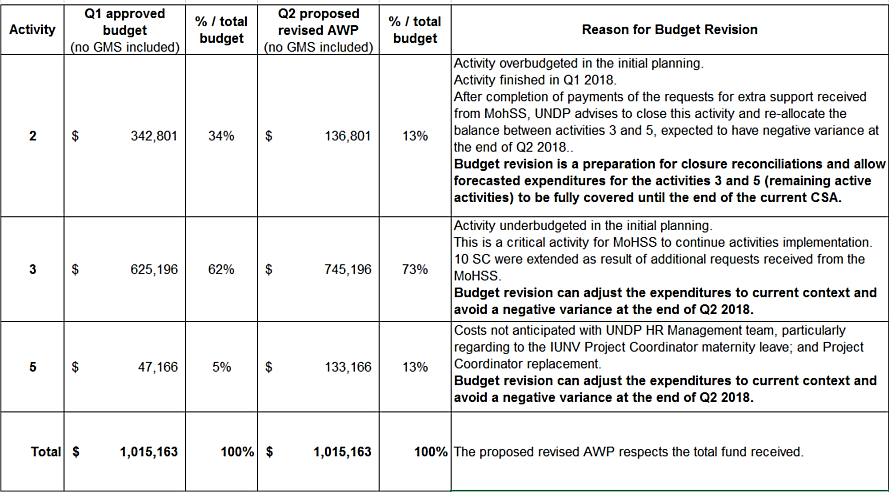 Activity
Q1 approved
budget
(no GMS included)
% / total
budget
Q2 proposed
revised AWP
(no GMS included)
% / total
budget
Reason for Budget Revision
2
$ 342,801
34%
$ 136,801
13%
Activity overbudgeted in the initial planning.
Activity finished in Q1 2018.
After completion of payments of the requests for extra support received
from MohSS, UNDP advises to close this activity and re-allocate the
balance between activities 3 and 5, expected to have negative variance at
the end of Q2 2018..
Budget revision is a preparation for closure reconciliations and allow
forecasted expenditures for the activities 3 and 5 (remaining active
activities) to be fully covered until the end of the current CSA.
3
$ 625,196
62%
$ 745,196
73%
Activity underbudgeted in the initial planning.
This is a critical activity for MoHSS to continue activities implementation.
10 SC were extended as result of additional requests received from the
MoHSS.
Budget revision can adjust the expenditures to current context and
avoid a negative variance at the end of Q2 2018.
5
$ 47,166
5%
$ 133,166
13%
Costs not anticipated with UNDP HR Management team, particularly
regarding to the IUNV Project Coordinator maternity leave; and Project
Coordinator replacement.
Budget revision can adjust the expenditures to current context and
avoid a negative variance at the end of Q2 2018.
Total $ 1,015,163 100% $ 1,015,163 100% The proposed revised AWP respects the total fund received.